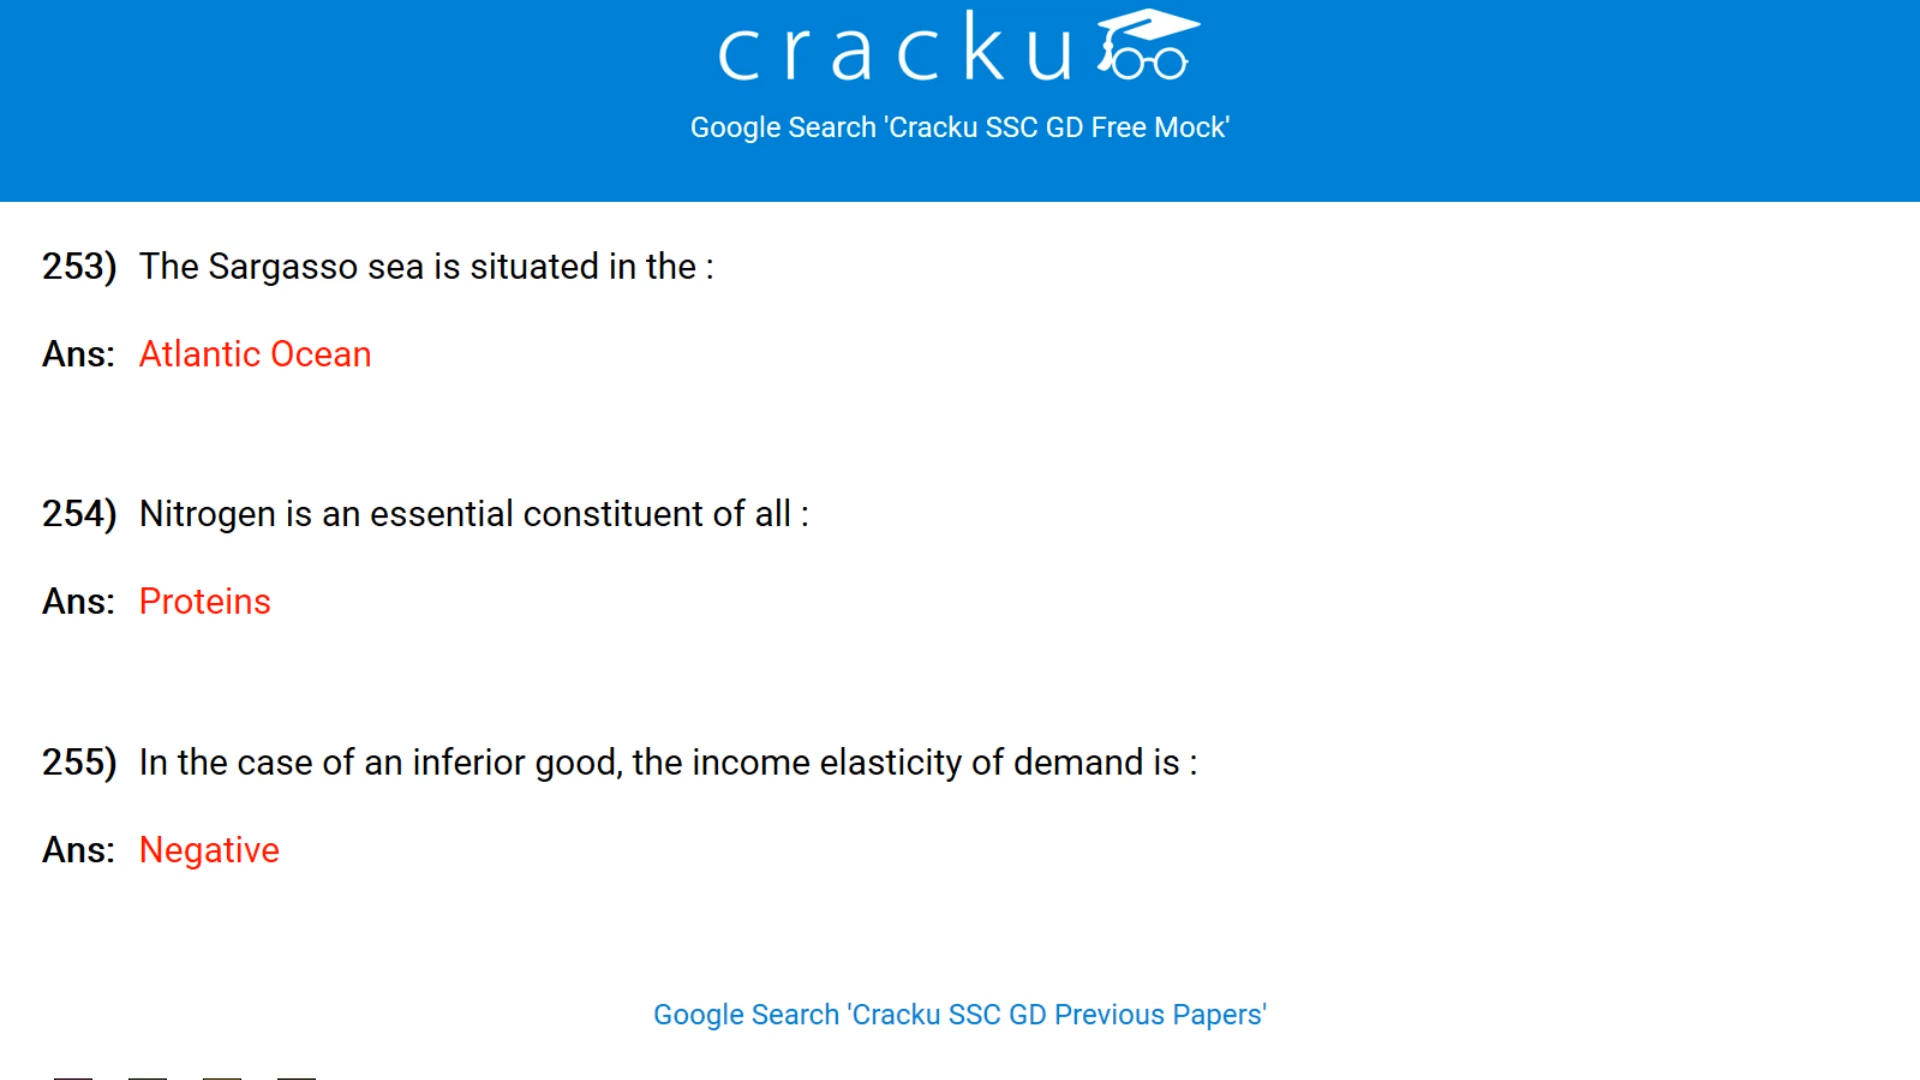 cracku
Google Search 'Cracku SSC GD Free Mock'
253) The Sargasso sea is situated in the :
Ans: Atlantic Ocean
254) Nitrogen is an essential constituent of all :
Ans: Proteins
255) In the case of an inferior good, the income elasticity of demand is :
Ans: Negative
Google Search 'Cracku SSC GD Previous Papers'